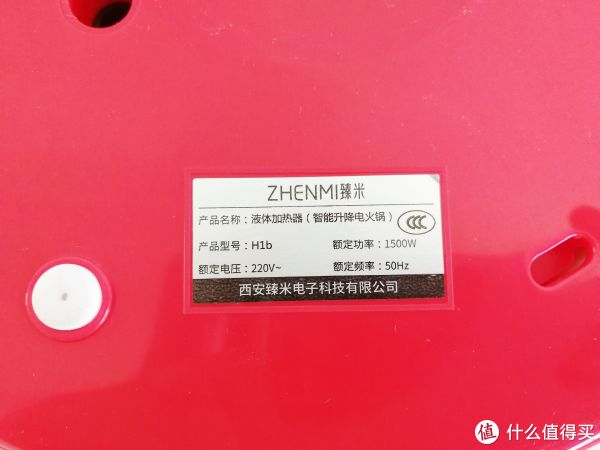 ZHENMI臻米
产品名称：液体加热器（智能升降电火锅）
产品型号：H1b 额定功率：1500W
额定电压：220V~ 额定频率：50Hz
西安臻米电子科技有限公司
值 什么值得买